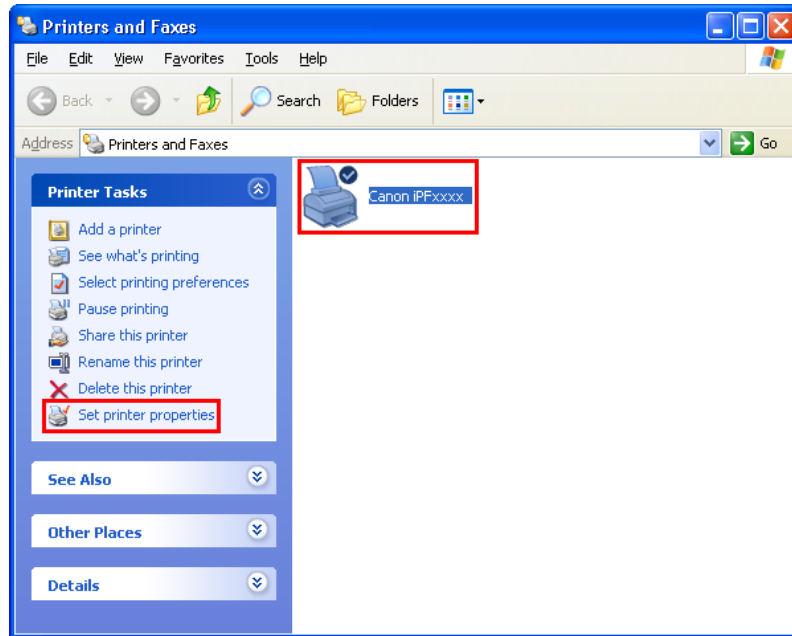 Printers and Faxes
File Edit View Favorites Tools Help
Back Search Folders
Address Printers and Faxes Go
Printer Tasks
Add a printer
See what's printing
Select printing preferences
Pause printing
Share this printer
Rename this printer
Delete this printer
Set printer properties
See Also
Other Places
Details
Canon iPFxxxx